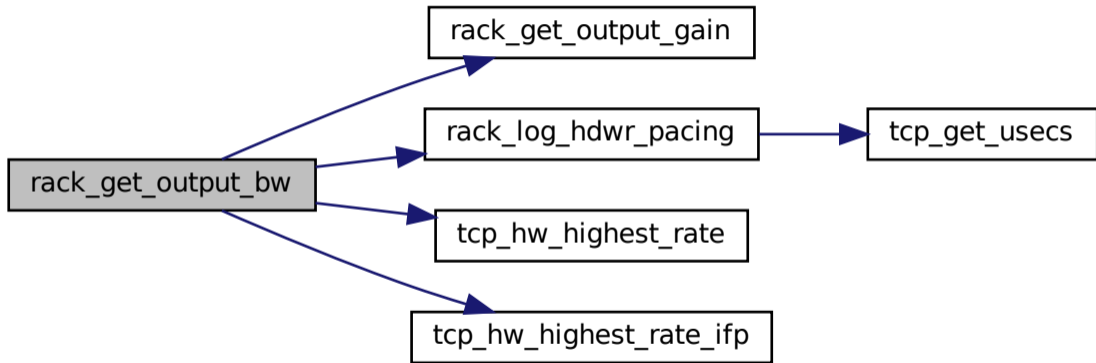 rack_get_output_gain
rack_log_hdwr_pacing
tcp_get_usecs
rack_get_output_bw
tcp_hw_highest_rate
tcp_hw_highest_rate_ifp